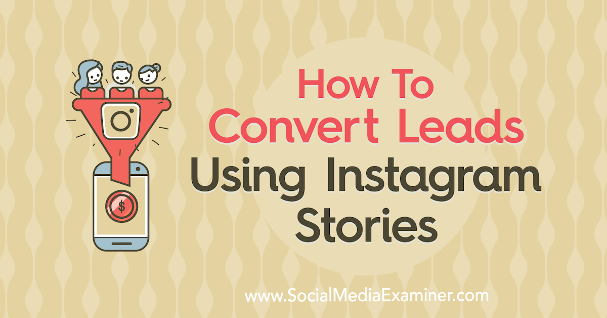 How To
Convert Leads
Using Instagram
Stories
$
www.SocialMediaExaminer.com